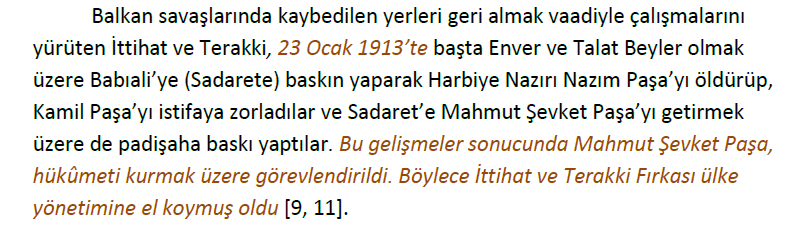 Balkan savaşlarında kaybedilen yerleri geri almak vaadiyle çalışmalarını
yürüten İttihat ve Terakki, 23 Ocak 1913’te başta Enver ve Talat Beyler olmak
üzere Babıali’ye (Sadarete) baskın yaparak Harbiye Nazırı Nazım Paşa’yı öldürüp,
Kamil Paşa’yı istifaya zorladılar ve Sadaret’e Mahmut Şevket Paşa’yı getirmek
üzere de padişaha baskı yaptılar. Bu gelişmeler sonucunda Mahmut Şevket Paşa,
hükûmeti kurmak üzere görevlendirildi. Böylece İttihat ve Terakki Fırkası ülke
yönetimine el koymuş oldu [9, 11].